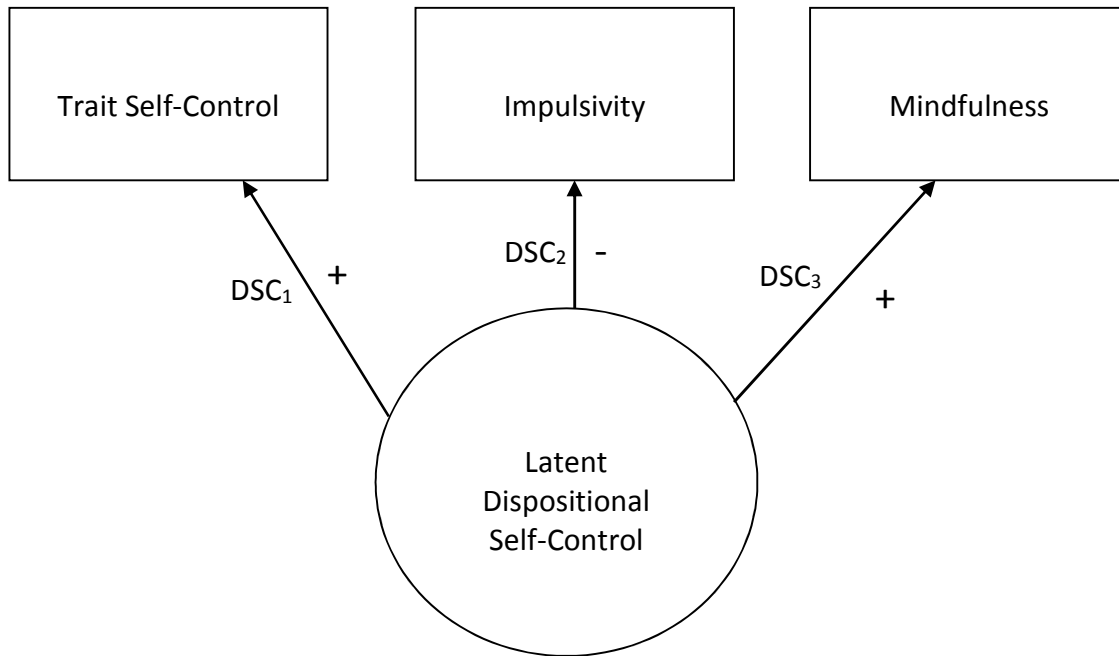 Trait Self-Control
Impulsivity
Mindfulness
DSC₁
+
DSC₂
-
DSC₃
+
Latent
Dispositional
Self-Control